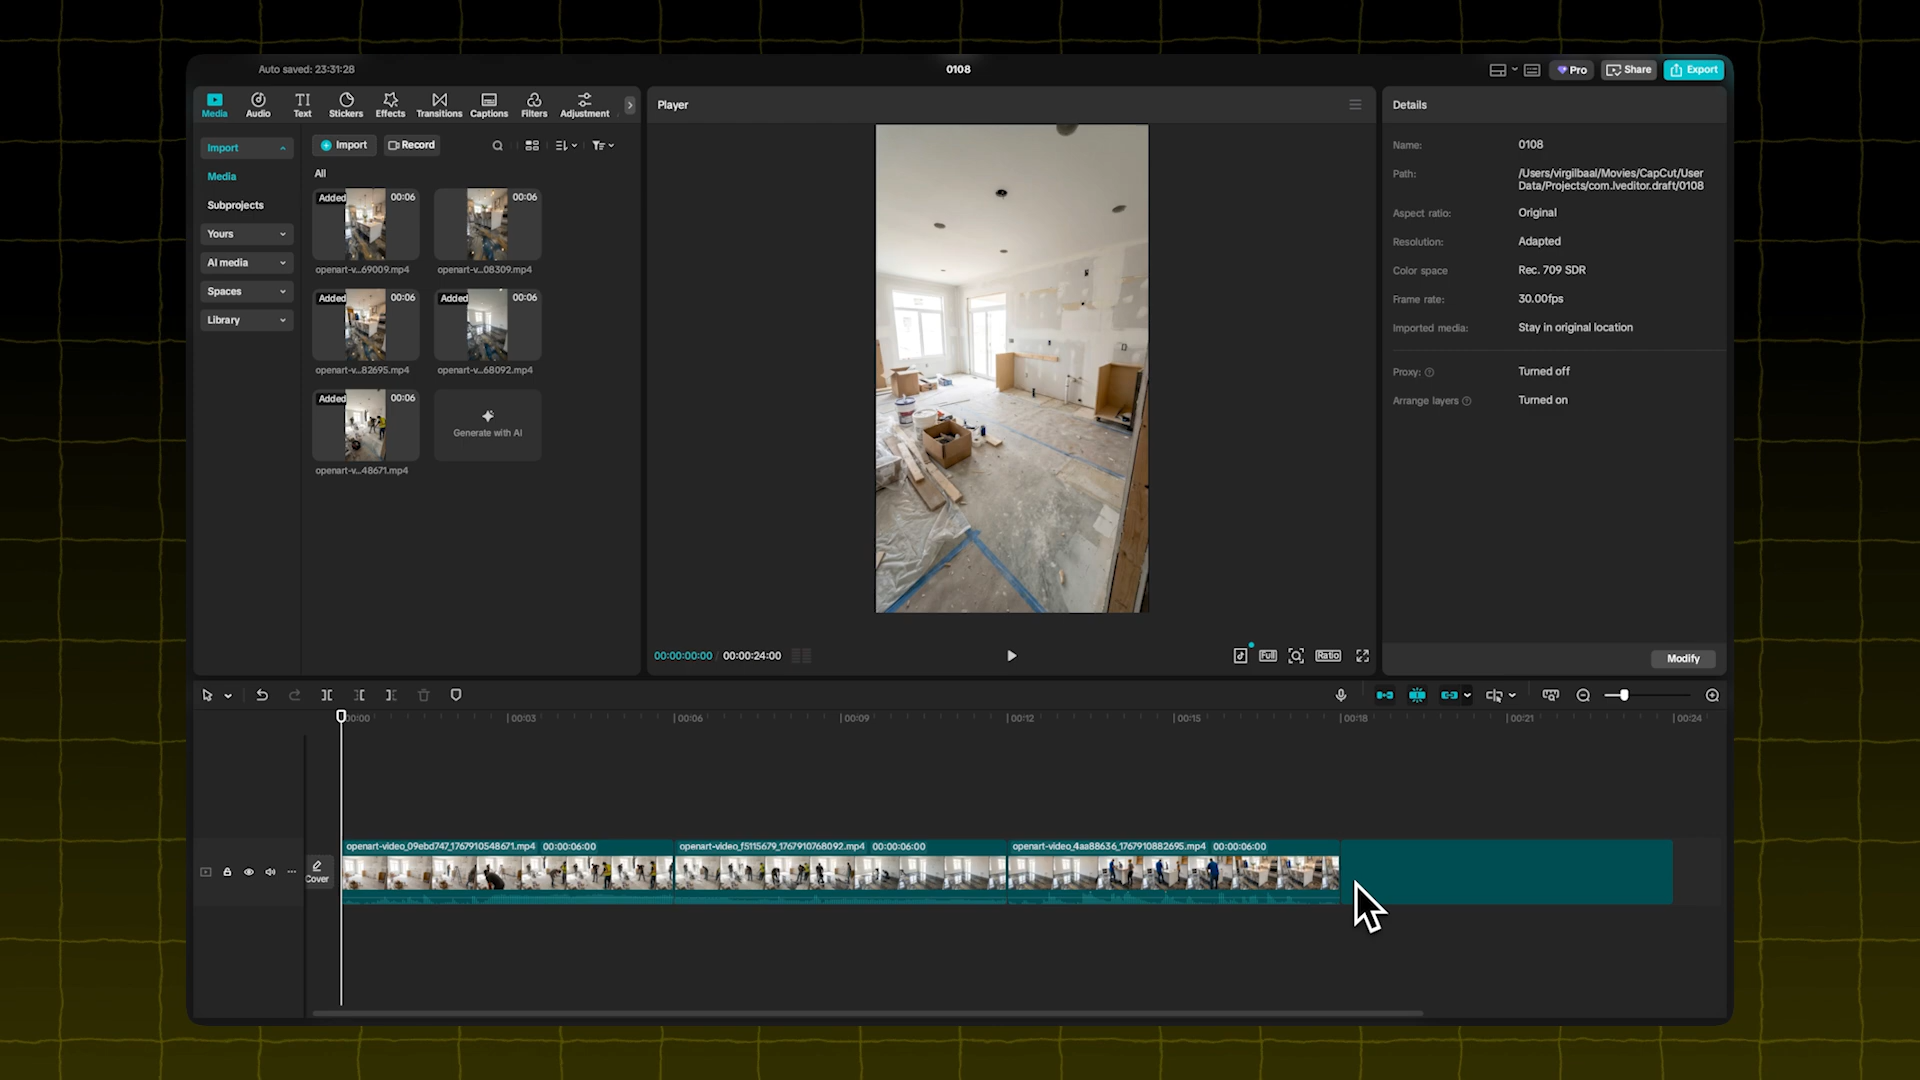 Auto saved: 23:31:28
0108
Pro
Share
Export
Media
Audio
TI
Text
Stickers
Effects
Transitions
Captions
Filters
Adjustment
Player
Details
Import
Media
Subprojects
Yours
AI media
Spaces
Library
Import
Record
All
Added
00:06
openart-v...69009.mp4
00:06
openart-v...08309.mp4
Added
00:06
openart-v...82695.mp4
Added
00:06
openart-v...68092.mp4
Added
00:06
openart-v...48671.mp4
Generate with AI
Name:
0108
Path:
/Users/virgilbaal/Movies/CapCut/User
Data/Projects/com.lveditor.draft/0108
Aspect ratio:
Original
Resolution:
Adapted
Color space
Rec. 709 SDR
Frame rate:
30.00fps
Imported media:
Stay in original location
Proxy:
Turned off
Arrange layers
Turned on
Modify
00:00:00:00 / 00:00:24:00
Full
Ratio
00:00
00:03
00:06
00:09
00:12
00:15
00:18
00:21
00:24
Cover
openart-video_09ebd747_1767910548671.mp4 00:00:06:00
openart-video_f5115679_1767910768092.mp4 00:00:06:00
openart-video_4aa88636_1767910882695.mp4 00:00:06:00